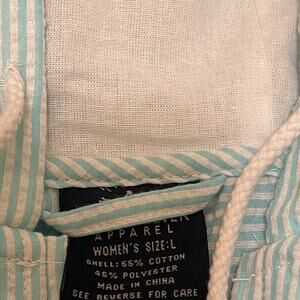 APPAREL
WOMEN'S SIZE:L
SHELL: 55% COTTON
45% POLYESTER
MADE IN CHINA
SEE REVERSE FOR CARE